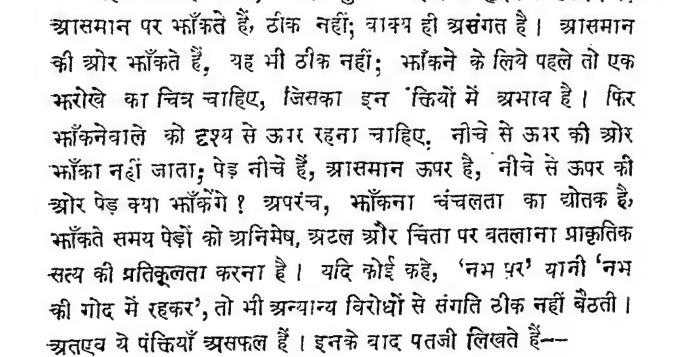 आसमान पर झाँकते हैं, ठीक नहीं; वाक्य ही असंगत है। आसमान
की ओर झाँकते हैं, यह भी ठीक नहीं; झाँकने के लिये पहले तो एक
झरोखे का चित्र चाहिए, जिसका इन ंक्तियों में अभाव है। फिर
झाँकनेवाले को दृश्य से ऊपर रहना चाहिए, नीचे से ऊपर की ओर
झाँका नहीं जाता; पेड़ नीचे हैं, आसमान ऊपर है, नीचे से ऊपर की
ओर पेड़ क्या झाँकेंगे? अपरंच, झाँकना चंचलता का द्योतक है,
झाँकते समय पेड़ों को अनिमेष, अटल और चिंता पर बतलाना प्राकृतिक
सत्य की प्रतिकूलता करना है। यदि कोई कहे, 'नभ पर' यानी 'नभ
की गोद में रहकर', तो भी अन्यान्य विरोधों से संगति ठीक नहीं बैठती।
अतएव ये पंक्तियाँ असफल हैं। इनके बाद पतजी लिखते हैं--